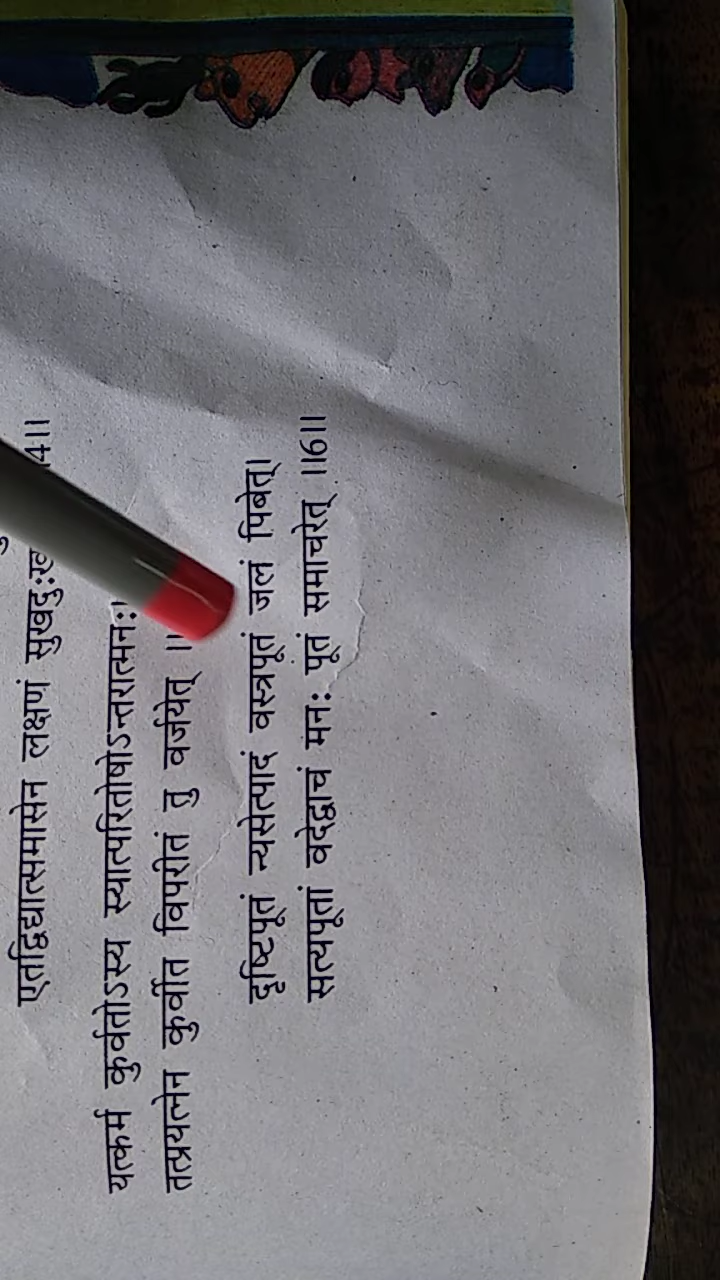 एतद्विद्यात्समासेन लक्षणं सुखदुःख 4।।
यत्कर्म कुर्वतोऽस्य स्यात्परितोषोऽन्तरात्मनः।
तत्प्रयत्नेन कुर्वीत विपरीतं तु वर्जयेत् ।।
दृष्टिपूतं न्यसेत्पादं वस्त्रपूतं जलं पिबेत्।
सत्यपूतां वदेद्वाचं मनः पूतं समाचरेत् ।।6।।